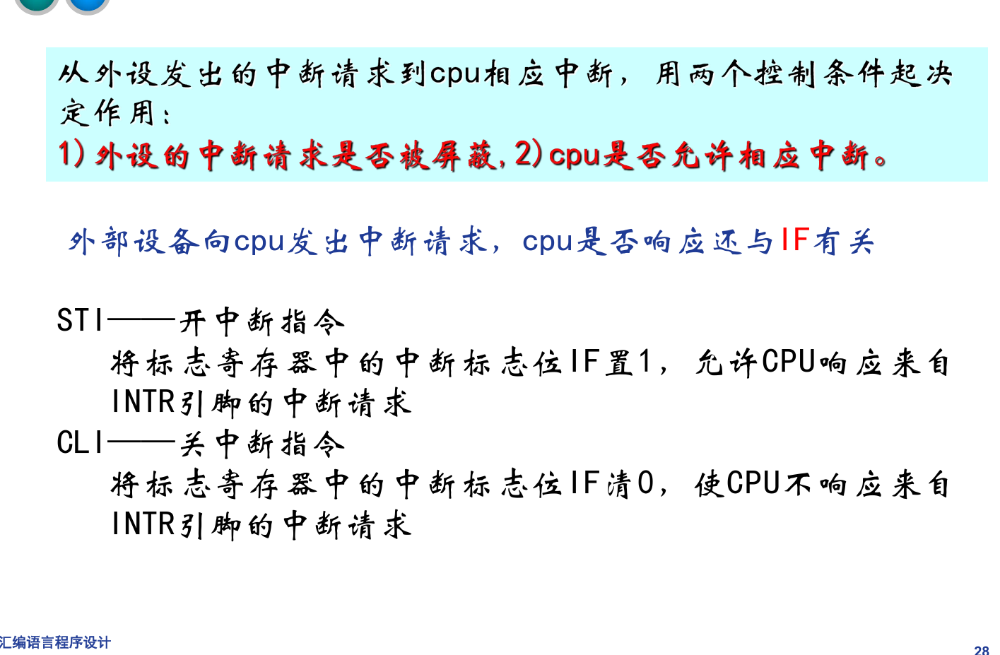 从外设发出的中断请求到cpu相应中断，用两个控制条件起决
定作用：
1)外设的中断请求是否被屏蔽,2)cpu是否允许相应中断。
外部设备向cpu发出中断请求，cpu是否响应还与IF有关
STI——开中断指令
将标志寄存器中的中断标志位IF置1，允许CPU响应来自
INTR引脚的中断请求
CLI——关中断指令
将标志寄存器中的中断标志位IF清0，使CPU不响应来自
INTR引脚的中断请求
汇编语言程序设计
28